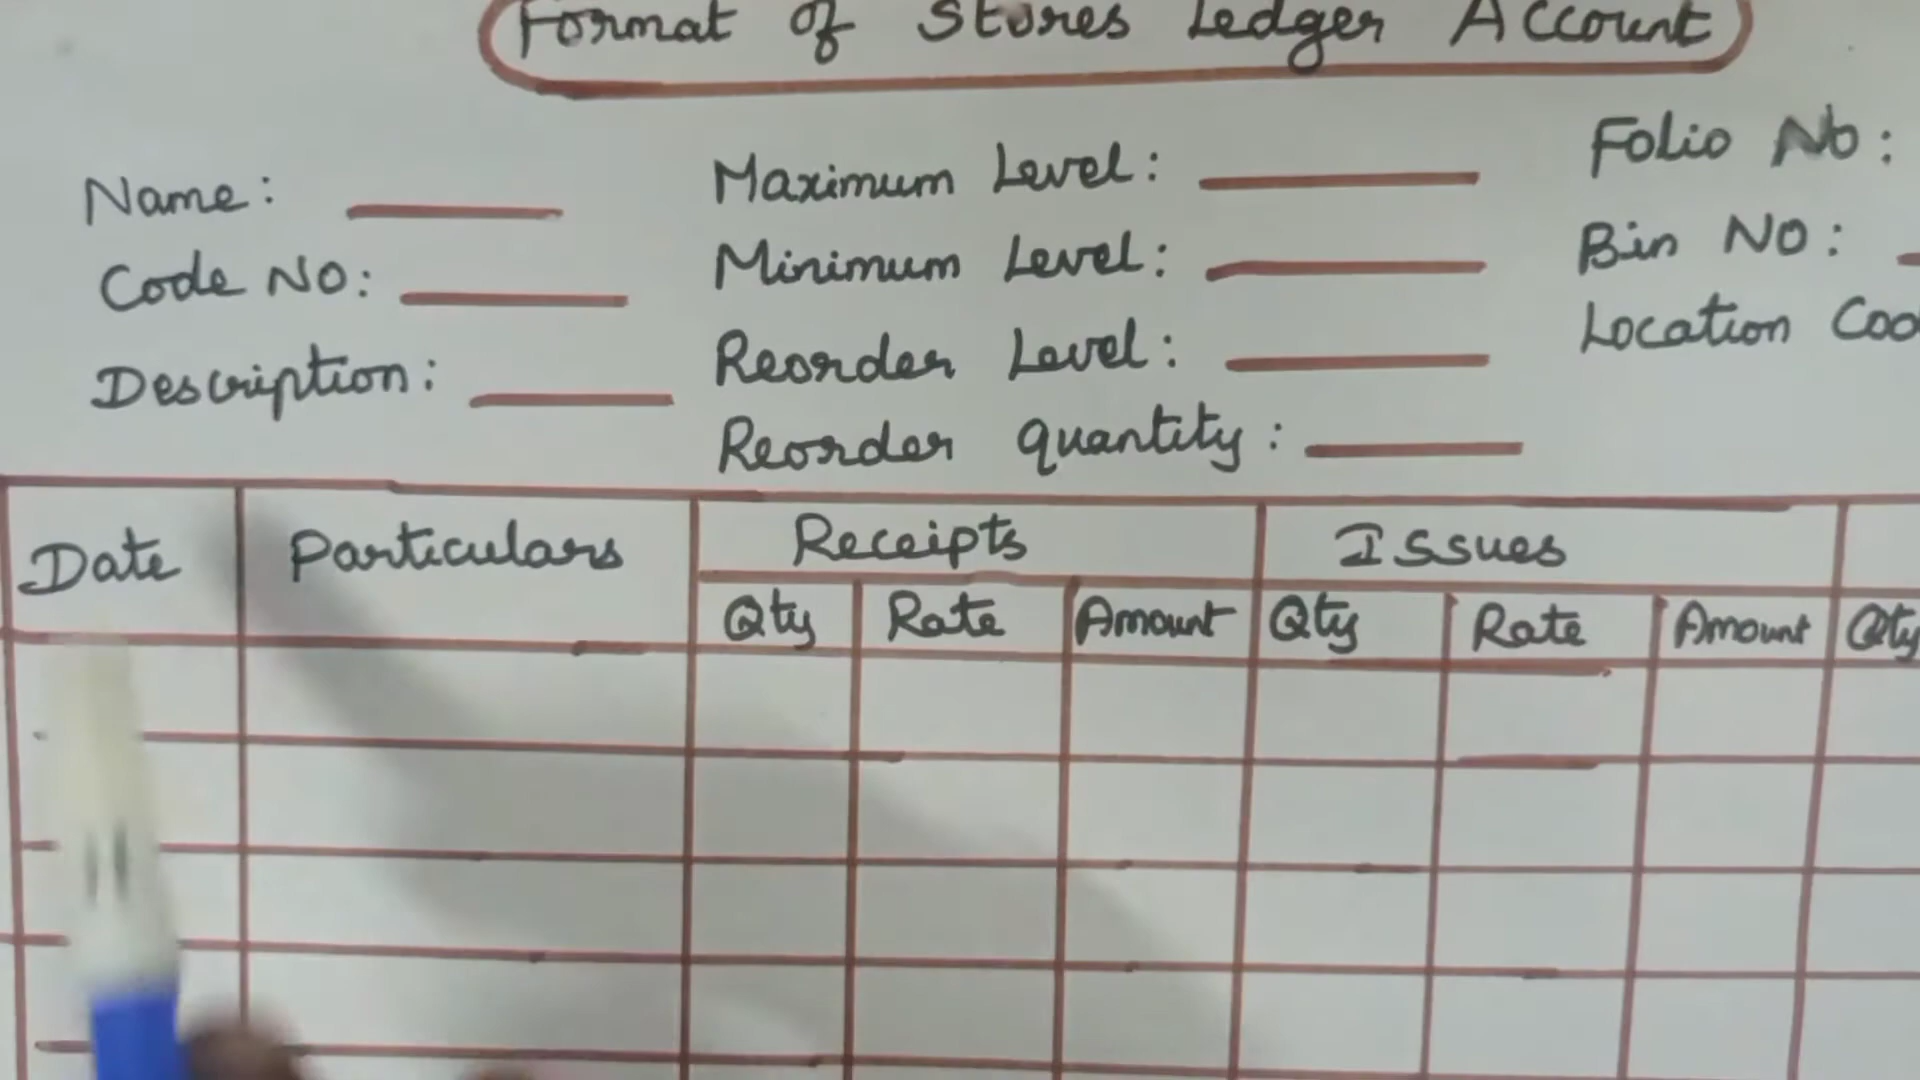 Format of Stores Ledger Account
Name:
Code No:
Description:
Maximum Level:
Minimum Level:
Reorder Level:
Reorder quantity:
Folio No:
Bin No:
Location
Date Particulars Receipts Issues
Qty Rate Amount Qty Rate Amount Qty